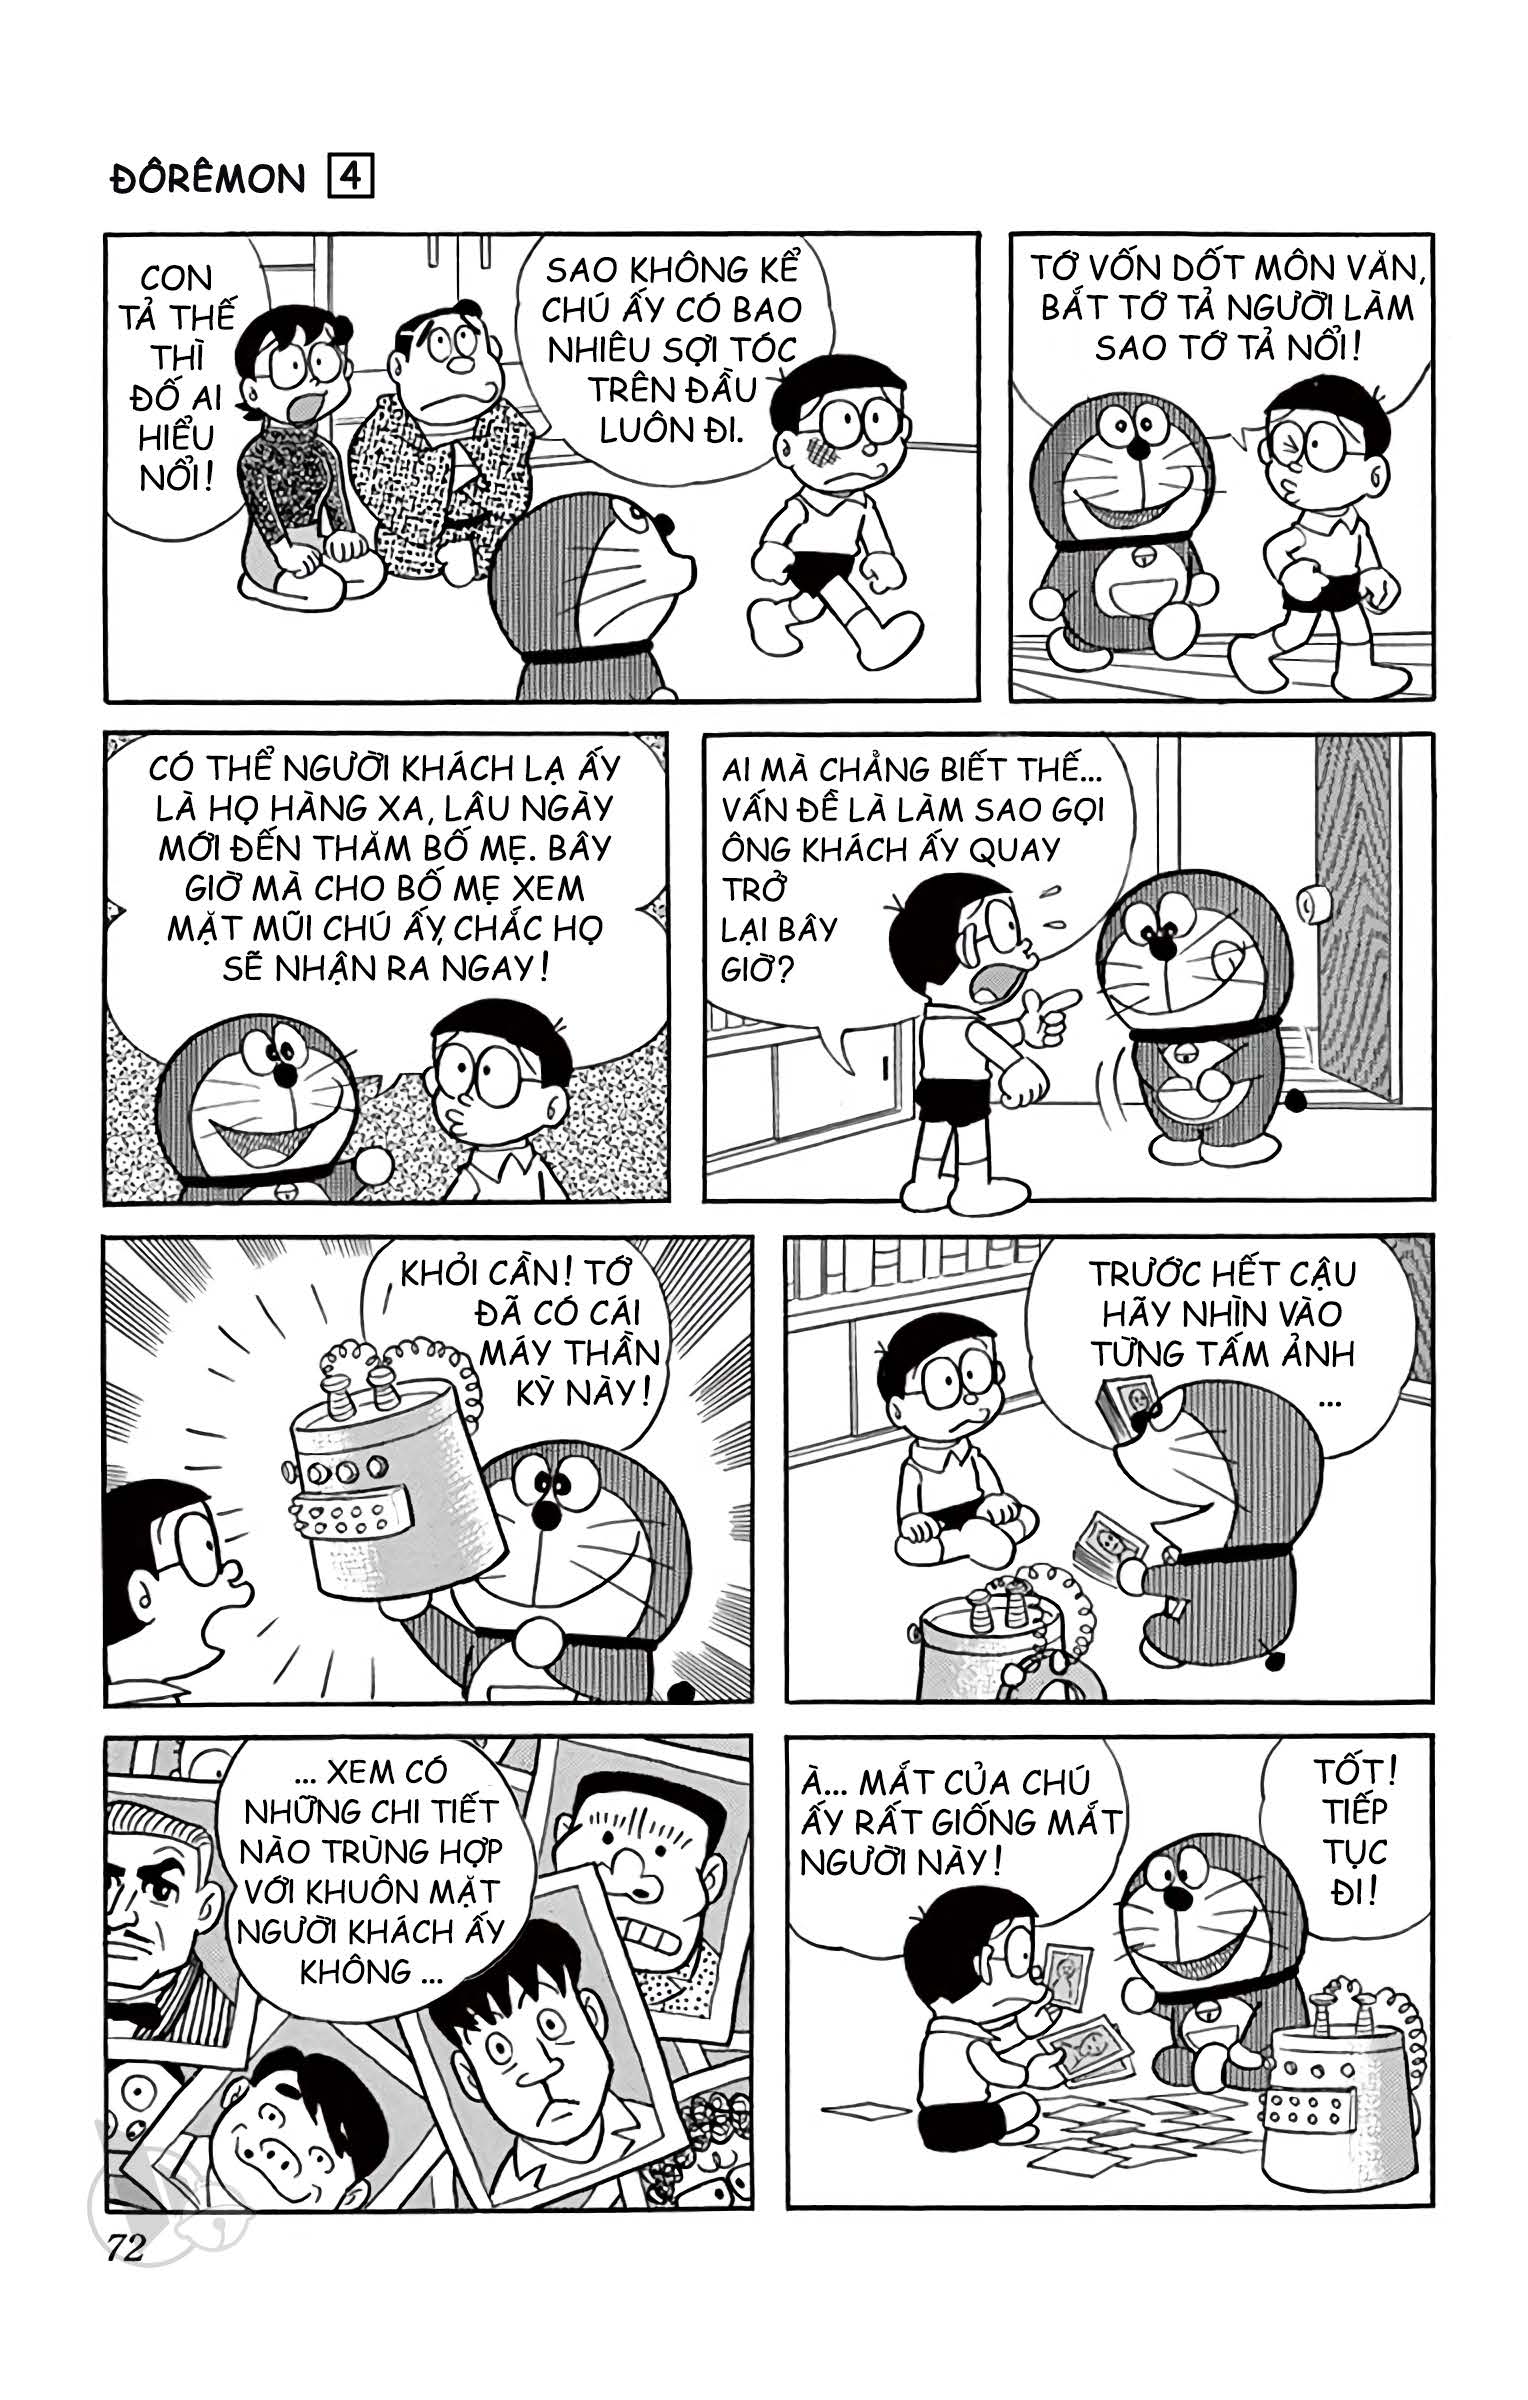 ĐÔRÊMON 4
CON
TẢ THẾ
THÌ
ĐỐ AI
HIỂU
NỔI!
SAO KHÔNG KỂ
CHÚ ẤY CÓ BAO
NHIÊU SỢI TÓC
TRÊN ĐẦU
LUÔN ĐI.
TỚ VỐN DỐT MÔN VĂN,
BẮT TỚ TẢ NGƯỜI LÀM
SAO TỚ TẢ NỔI!
CÓ THỂ NGƯỜI KHÁCH LẠ ẤY
LÀ HỌ HÀNG XA, LÂU NGÀY
MỚI ĐẾN THĂM BỐ MẸ. BÂY
GIỜ MÀ CHO BỐ MẸ XEM
MẶT MŨI CHÚ ẤY, CHẮC HỌ
SẼ NHẬN RA NGAY!
AI MÀ CHẲNG BIẾT THẾ...
VẤN ĐỀ LÀ LÀM SAO GỌI
ÔNG KHÁCH ẤY QUAY
TRỞ
LẠI BÂY
GIỜ?
KHỎI CẦN! TỚ
ĐÃ CÓ CÁI
MÁY THẦN
KỲ NÀY!
TRƯỚC HẾT CẬU
HÃY NHÌN VÀO
TỪNG TẤM ẢNH
...
... XEM CÓ
NHỮNG CHI TIẾT
NÀO TRÙNG HỢP
VỚI KHUÔN MẶT
NGƯỜI KHÁCH ẤY
KHÔNG ...
À... MẮT CỦA CHÚ
ẤY RẤT GIỐNG MẮT
NGƯỜI NÀY!
TỐT!
TIẾP
TỤC
ĐI!
72